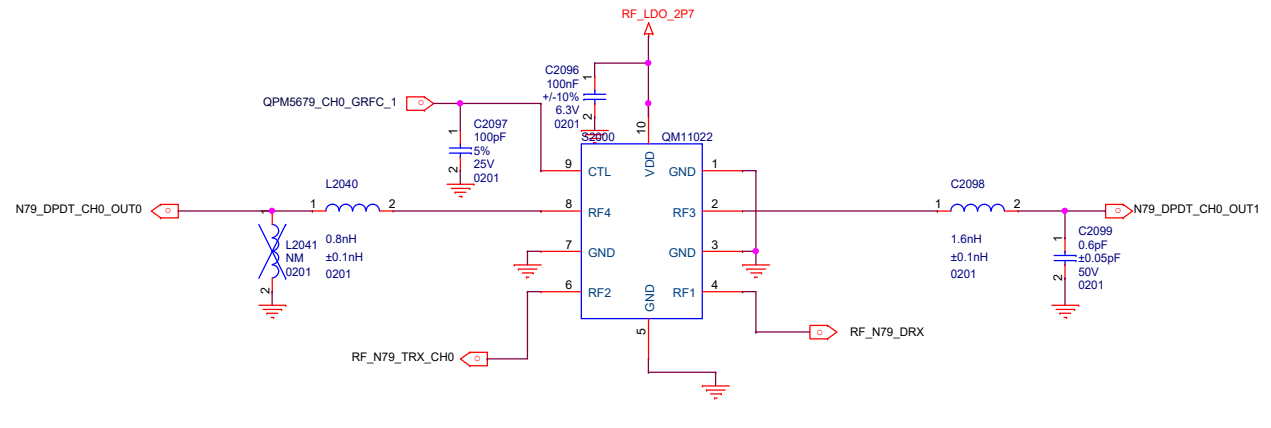 RF_LDO_2P7
C2096
100nF
+/-10%
6.3V
0201
1
2
QPM5679_CH0_GRFC_1
C2097
100pF
5%
25V
0201
1
2
S2000
QM11022
10
VDD
9
CTL
GND
1
8
RF4
RF3
2
7
GND
GND
3
6
RF2
RF1
4
GND
5
N79_DPDT_CH0_OUT0
L2040
1
2
0.8nH
±0.1nH
0201
1
L2041
NM
0201
2
C2098
1
2
1.6nH
±0.1nH
0201
N79_DPDT_CH0_OUT1
1
C2099
0.6pF
±0.05pF
50V
0201
2
RF_N79_TRX_CH0
RF_N79_DRX